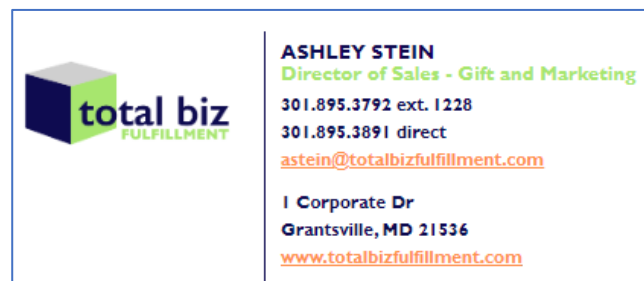 total biz
FULFILLMENT
ASHLEY STEIN
Director of Sales - Gift and Marketing
301.895.3792 ext. 1228
301.895.3891 direct
astein@totalbizfulfillment.com
1 Corporate Dr
Grantsville, MD 21536
www.totalbizfulfillment.com